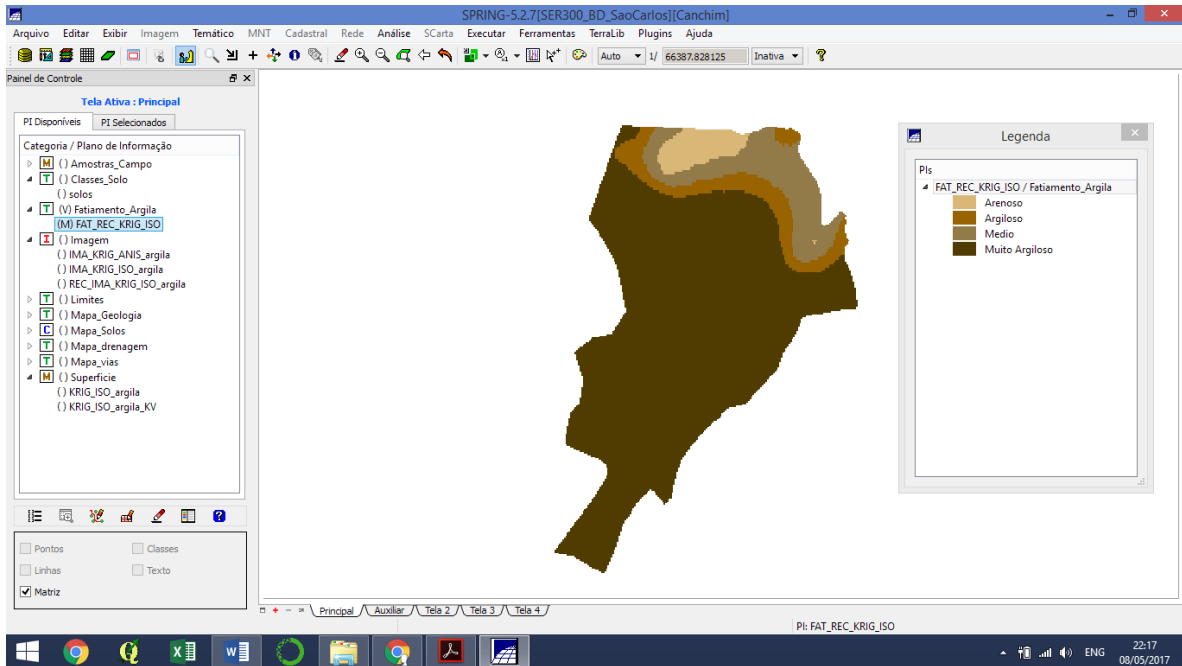 SPRING-5.2.7[SER300_BD_SaoCarlos][Canchim]
Arquivo Editar Exibir Imagem Temático MNT Cadastral Rede Análise SCarta Executar Ferramentas TerraLib Plugins Ajuda
Auto 1/ 66387.828125 Inativa
Painel de Controle
Tela Ativa : Principal
PI Disponíveis PI Selecionados
Categoria / Plano de Informação
M () Amostras_Campo
T () Classes_Solo
() solos
T (V) Fatiamento_Argila
(M) FAT_REC_KRIG_ISO
I () Imagem
() IMA_KRIG_ANIS_argila
() IMA_KRIG_ISO_argila
() REC_IMA_KRIG_ISO_argila
T () Limites
T () Mapa_Geologia
C () Mapa_Solos
T () Mapa_drenagem
T () Mapa_vias
M () Superficie
() KRIG_ISO_argila
() KRIG_ISO_argila_KV
Pontos Classes
Linhas Texto
Matriz
Legenda
PIs
FAT_REC_KRIG_ISO / Fatiamento_Argila
Arenoso
Argiloso
Medio
Muito Argiloso
Principal Auxiliar Tela 2 Tela 3 Tela 4
PI: FAT_REC_KRIG_ISO
ENG
22:17
08/05/2017